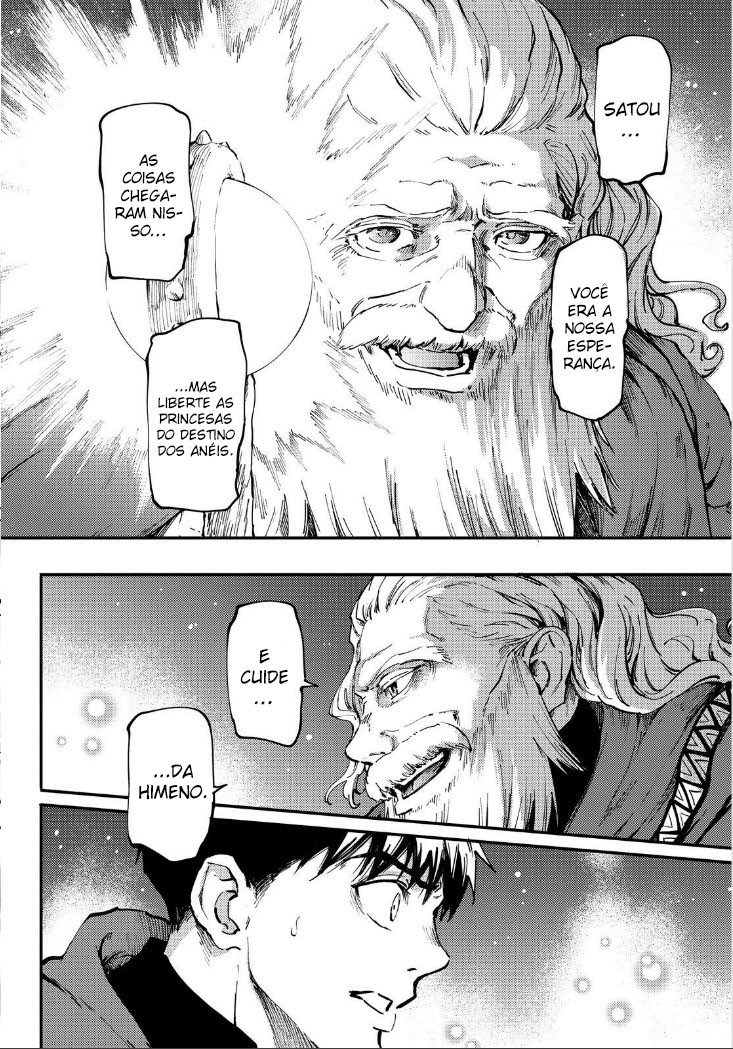 SATOU
...
VOCÊ
ERA A
NOSSA
ESPE-
RANÇA.
AS
COISAS
CHEGA-
RAM NIS-
SO...
...MAS
LIBERTE AS
PRINCESAS
DO DESTINO
DOS ANÉIS.
E
CUIDE
...
...DA
HIMENO.